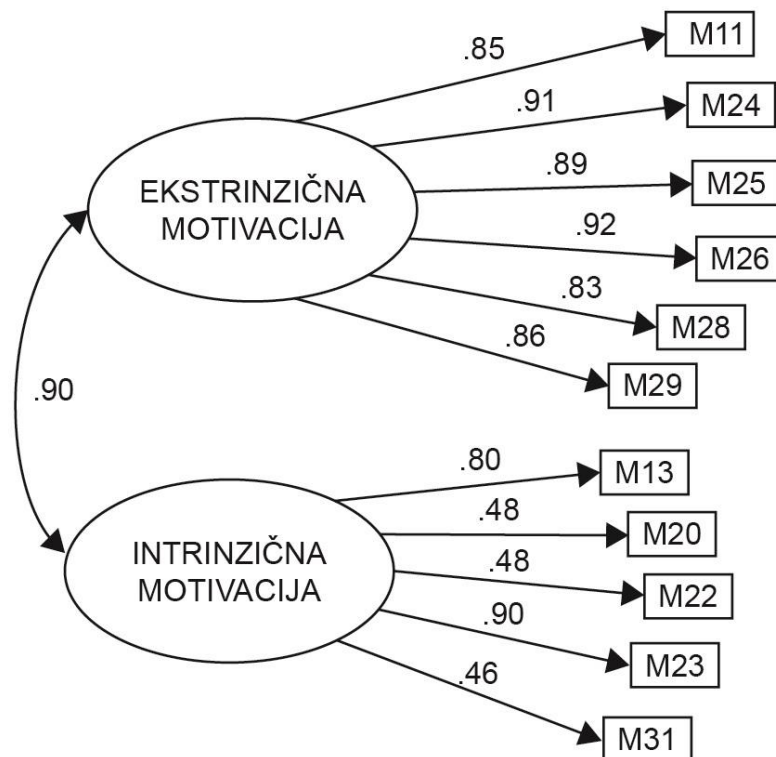 .85
M11
.91
M24
.89
M25
EKSTRINZIČNA
MOTIVACIJA
.92
M26
.83
M28
.86
M29
.90
.80
M13
.48
M20
INTRINZIČNA
MOTIVACIJA
.48
M22
.90
M23
.46
M31